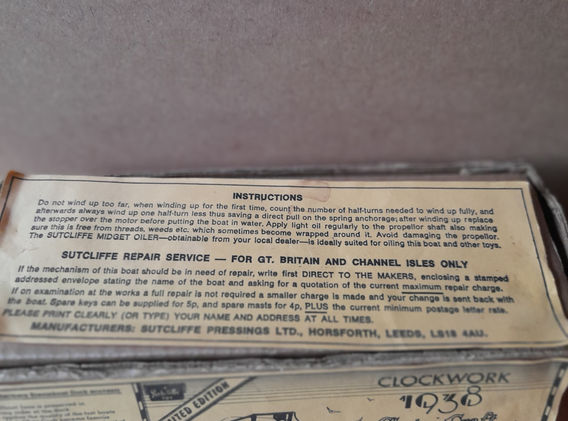 INSTRUCTIONS
Do not wind up too far, when winding up for the first time, count the number of half-turns needed to wind up fully, and
afterwards always wind up one half-turn less thus saving a direct pull on the spring anchorage; after winding up replace
the stopper over the motor before putting the boat in water. Apply light oil regularly to the propellor shaft also making
sure this is free from threads, weeds etc. which sometimes become wrapped around it. Avoid damaging the propellor.
The SUTCLIFFE MIDGET OILER—obtainable from your local dealer—is ideally suited for oiling this boat and other toys.
SUTCLIFFE REPAIR SERVICE — FOR GT. BRITAIN AND CHANNEL ISLES ONLY
If the mechanism of this boat should be in need of repair, write first DIRECT TO THE MAKERS, enclosing a stamped
addressed envelope stating the name of the boat and asking for a quotation of the current maximum repair charge.
If on examination at the works a full repair is not required a smaller charge is made and your change is sent back with
the boat. Spare keys can be supplied for 5p, and spare masts for 4p, PLUS the current minimum postage letter rate.
PLEASE PRINT CLEARLY (OR TYPE) YOUR NAME AND ADDRESS AT ALL TIMES.
MANUFACTURERS: SUTCLIFFE PRESSINGS LTD., HORSFORTH, LEEDS, LS18 4AU.
LIMITED EDITION
CLOCKWORK
1938